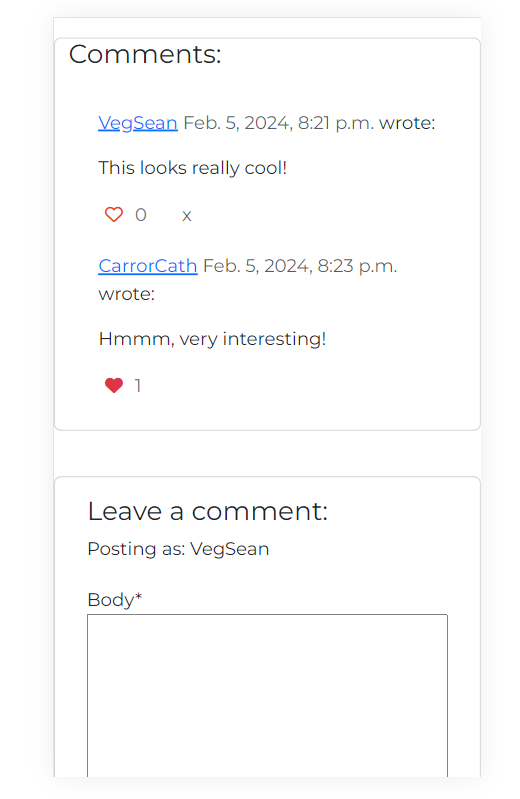 Comments:
VegSean Feb. 5, 2024, 8:21 p.m. wrote:
This looks really cool!
0 x
CarrorCath Feb. 5, 2024, 8:23 p.m.
wrote:
Hmmm, very interesting!
1
Leave a comment:
Posting as: VegSean
Body*